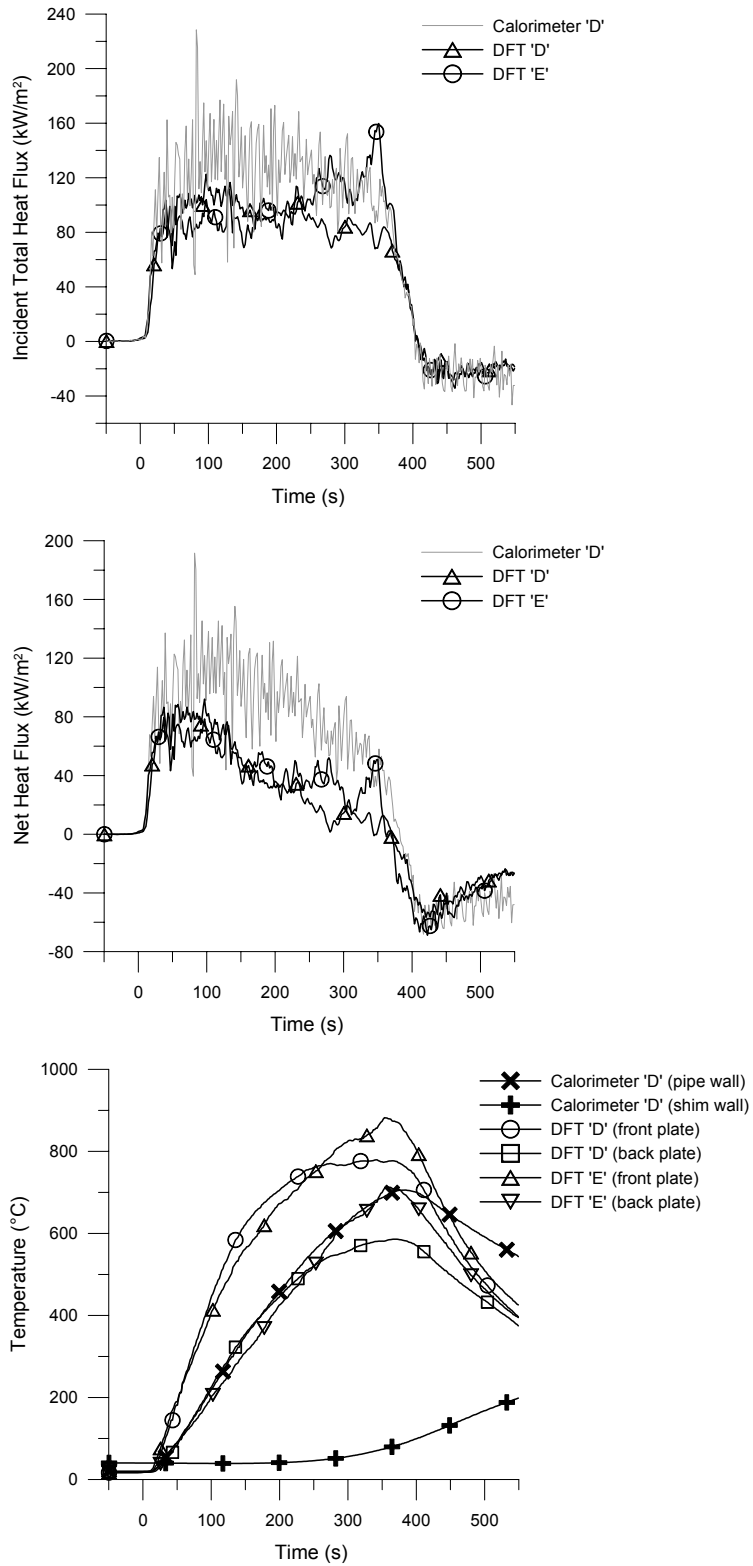 240
200
160
120
80
40
0
-40
Incident Total Heat Flux (kW/m²)
Calorimeter 'D'
DFT 'D'
DFT 'E'
0 100 200 300 400 500
Time (s)
200
160
120
80
40
0
-40
-80
Net Heat Flux (kW/m²)
Calorimeter 'D'
DFT 'D'
DFT 'E'
0 100 200 300 400 500
Time (s)
1000
800
600
400
200
0
Temperature (°C)
Calorimeter 'D' (pipe wall)
Calorimeter 'D' (shim wall)
DFT 'D' (front plate)
DFT 'D' (back plate)
DFT 'E' (front plate)
DFT 'E' (back plate)
0 100 200 300 400 500
Time (s)